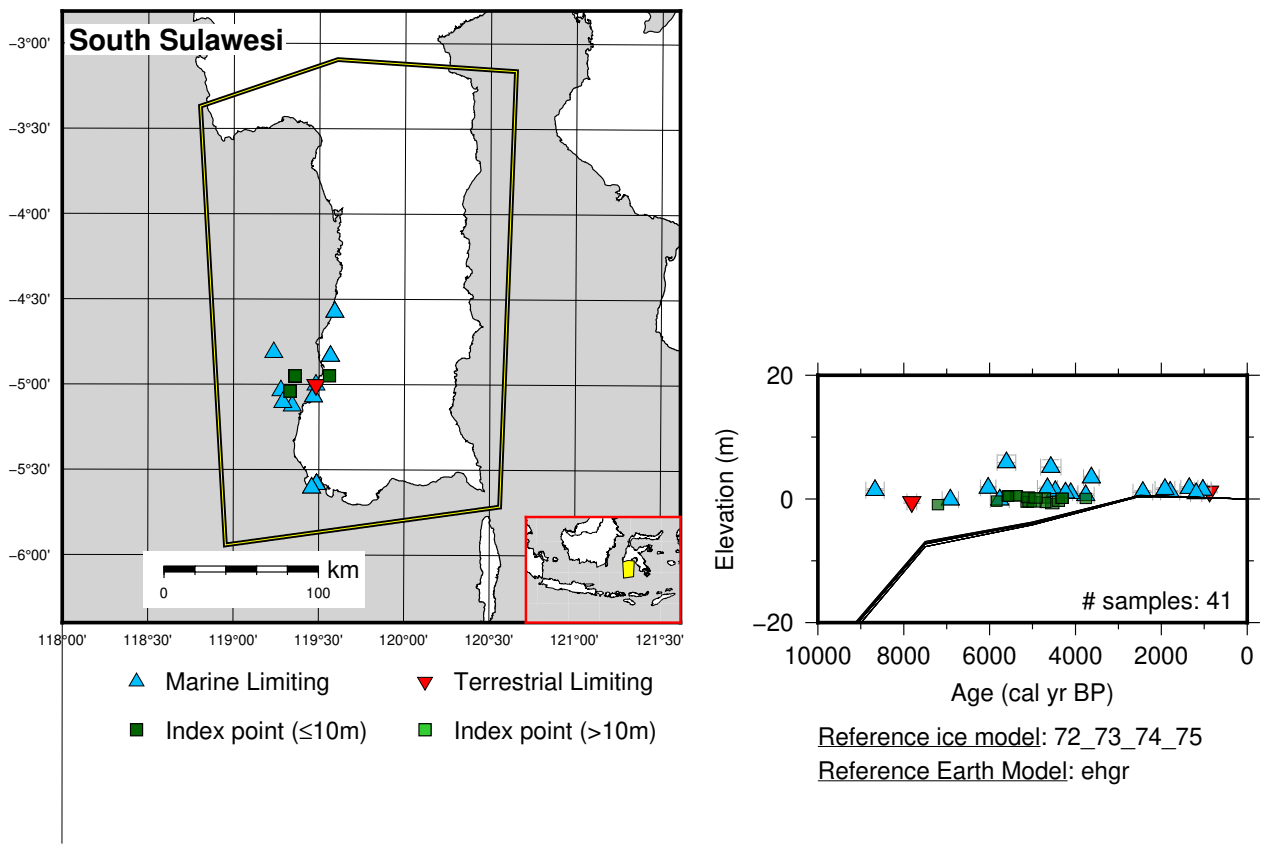 South Sulawesi
−3°00'
−3°30'
−4°00'
−4°30'
−5°00'
−5°30'
−6°00'
km
0 100
118°00' 118°30' 119°00' 119°30' 120°00' 120°30' 121°00' 121°30'
Marine Limiting
Terrestrial Limiting
Index point (≤10m)
Index point (>10m)
20
0
−20
Elevation (m)
# samples: 41
10000 8000 6000 4000 2000 0
Age (cal yr BP)
Reference ice model: 72_73_74_75
Reference Earth Model: ehgr